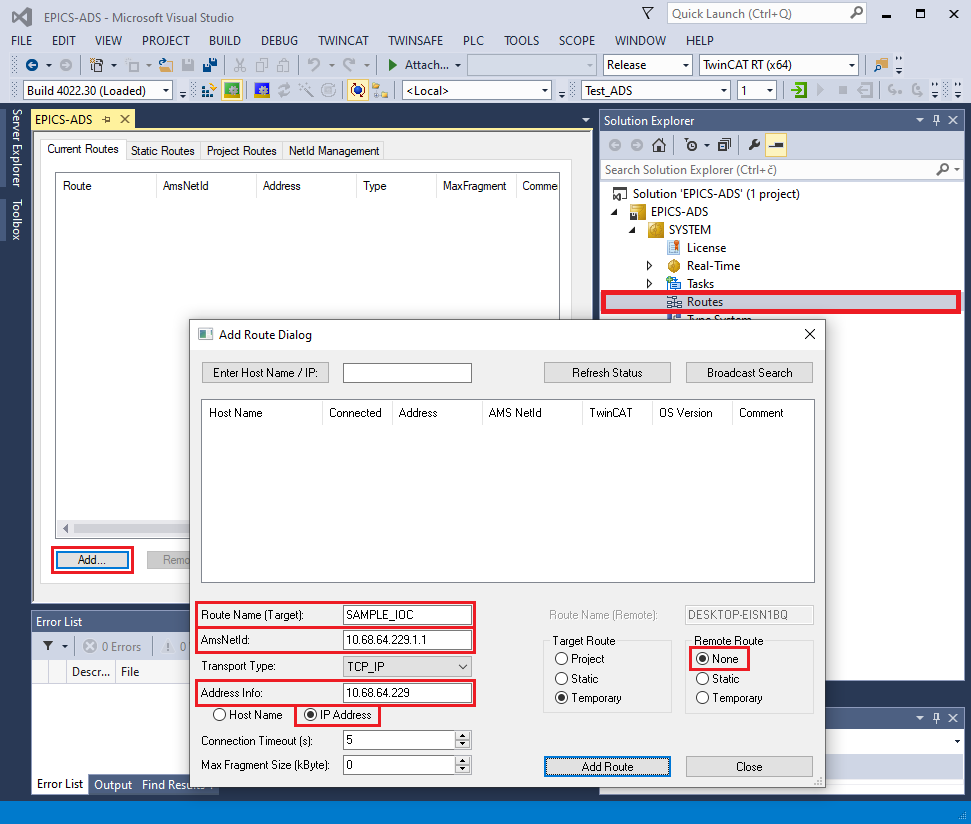 EPICS-ADS - Microsoft Visual Studio
Quick Launch (Ctrl+Q)
FILE EDIT VIEW PROJECT BUILD DEBUG TWINCAT TWINSAFE PLC TOOLS SCOPE WINDOW HELP
Attach... Release TwinCAT RT (x64)
Build 4022.30 (Loaded) <Local> Test_ADS 1
Server Explorer
Toolbox
EPICS-ADS
Current Routes Static Routes Project Routes NetId Management
Route AmsNetId Address Type MaxFragment Comme
Add...
Remo
Solution Explorer
Search Solution Explorer (Ctrl+č)
Solution 'EPICS-ADS' (1 project)
EPICS-ADS
SYSTEM
License
Real-Time
Tasks
Routes
Type System
Add Route Dialog
Enter Host Name / IP: Refresh Status Broadcast Search
Host Name Connected Address AMS NetId TwinCAT OS Version Comment
Route Name (Target): SAMPLE_IOC
AmsNetId: 10.68.64.229.1.1
Transport Type: TCP_IP
Address Info: 10.68.64.229
Host Name IP Address
Connection Timeout (s): 5
Max Fragment Size (kByte): 0
Route Name (Remote): DESKTOP-EISN1BQ
Target Route
Project
Static
Temporary
Remote Route
None
Static
Temporary
Add Route Close
Error List
0 Errors 0
Descr... File
Error List Output Find Results 1